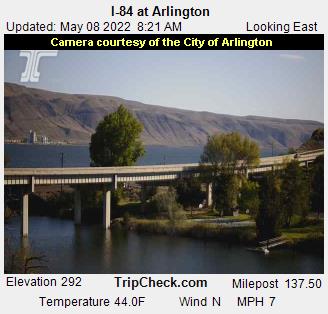 I-84 at Arlington
Updated: May 08 2022 8:21 AM Looking East
Camera courtesy of the City of Arlington
Elevation 292 TripCheck.com Milepost 137.50
Temperature 44.0F Wind N MPH 7